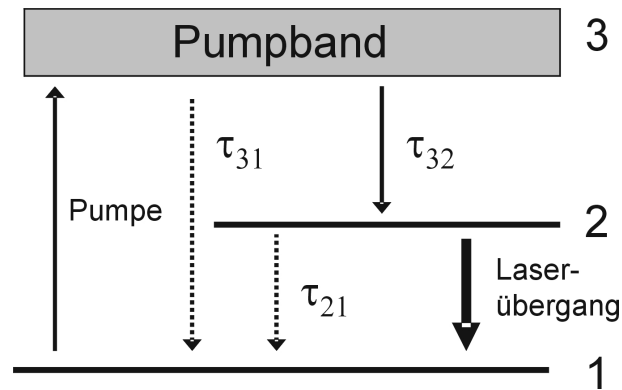 Pumpband
3
τ31
τ32
Pumpe
2
τ21
Laser-
übergang
1